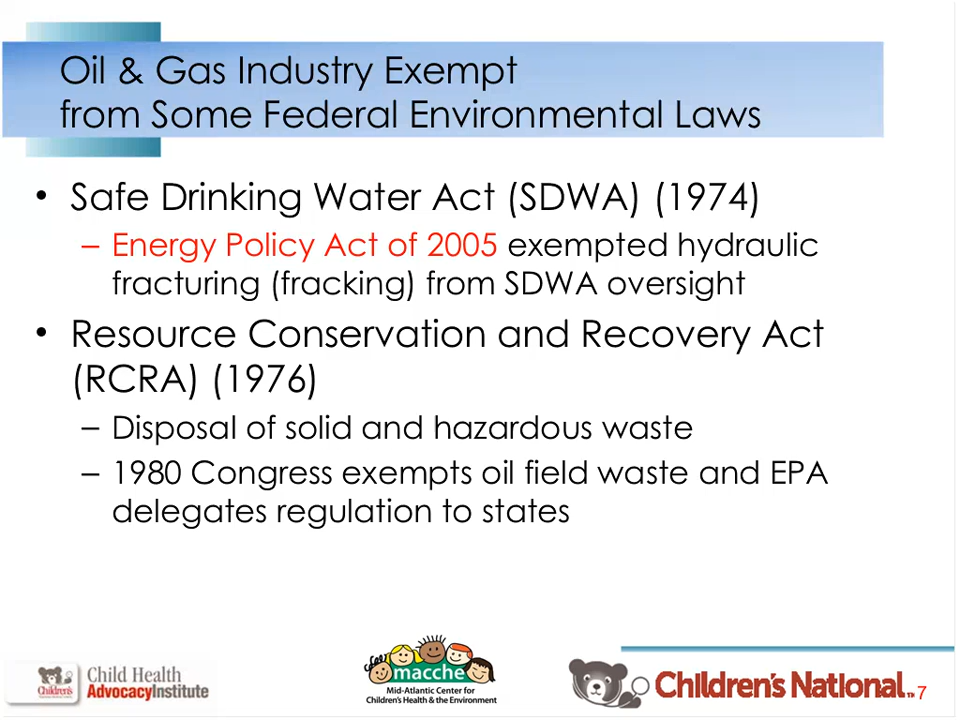 Oil & Gas Industry Exempt
from Some Federal Environmental Laws
• Safe Drinking Water Act (SDWA) (1974)
– Energy Policy Act of 2005 exempted hydraulic
fracturing (fracking) from SDWA oversight
• Resource Conservation and Recovery Act
(RCRA) (1976)
– Disposal of solid and hazardous waste
– 1980 Congress exempts oil field waste and EPA
delegates regulation to states
Children's
Child Health
AdvocacyInstitute
macche
Mid-Atlantic Center for
Children's Health & the Environment
Children's National™
7